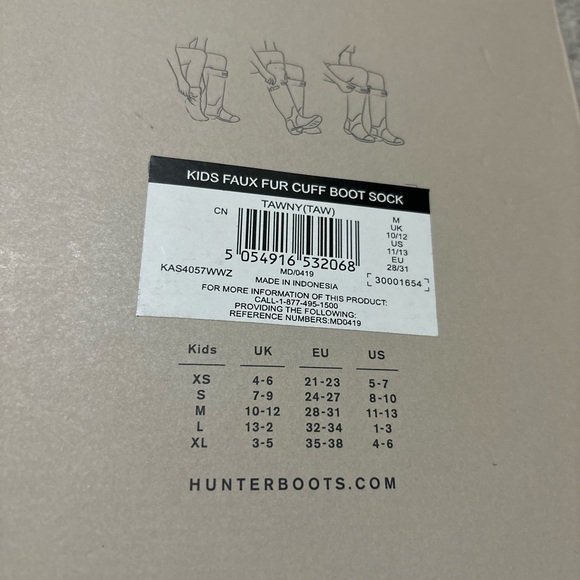 KIDS FAUX FUR CUFF BOOT SOCK
TAWNY(TAW)
CN
M
UK
10/12
US
11/13
EU
28/31
5 054916 532068
KAS4057WWZ
MD/0419
30001654
MADE IN INDONESIA
FOR MORE INFORMATION OF THIS PRODUCT:
CALL-1-877-495-1500
PROVIDING THE FOLLOWING:
REFERENCE NUMBERS:MD0419
Kids UK EU US
XS 4-6 21-23 5-7
S 7-9 24-27 8-10
M 10-12 28-31 11-13
L 13-2 32-34 1-3
XL 3-5 35-38 4-6
HUNTERBOOTS.COM